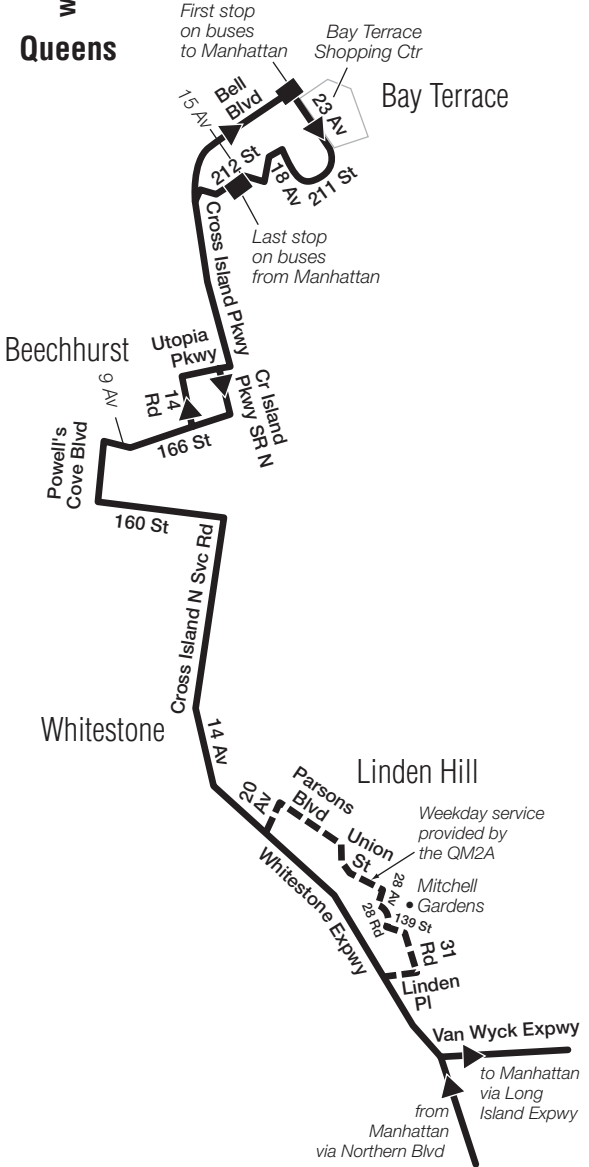 Queens
First stop
on buses
to Manhattan
Bay Terrace
Shopping Ctr
Bay Terrace
Bell
Blvd
23 Av
15 Av
212 St
18 Av
211 St
Last stop
on buses
from Manhattan
Cross Island Pkwy
Beechhurst
Utopia
Pkwy
14
Rd
Cr Island
Pkwy SR N
9 Av
166 St
Powell's
Cove Blvd
160 St
Cross Island N Svc Rd
Whitestone
14 Av
Linden Hill
20
Av
Parsons
Blvd
Union
St
Weekday service
provided by
the QM2A
28 Av
Mitchell
Gardens
28 Rd
139 St
31
Rd
Whitestone Expwy
Linden
Pl
Van Wyck Expwy
to Manhattan
via Long
Island Expwy
from
Manhattan
via Northern Blvd